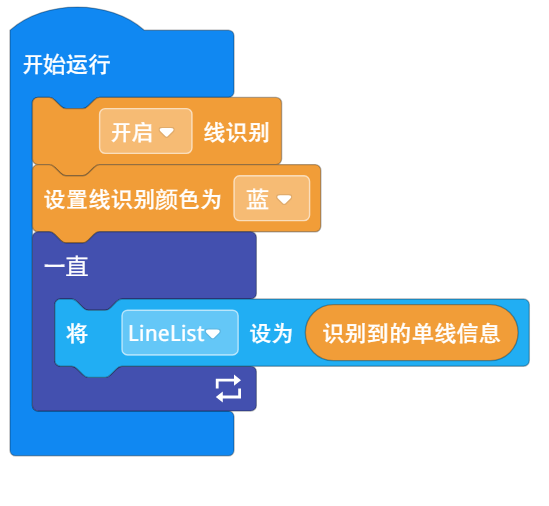 开始运行
开启 线识别
设置线识别颜色为 蓝
一直
将 LineList 设为 识别到的单线信息